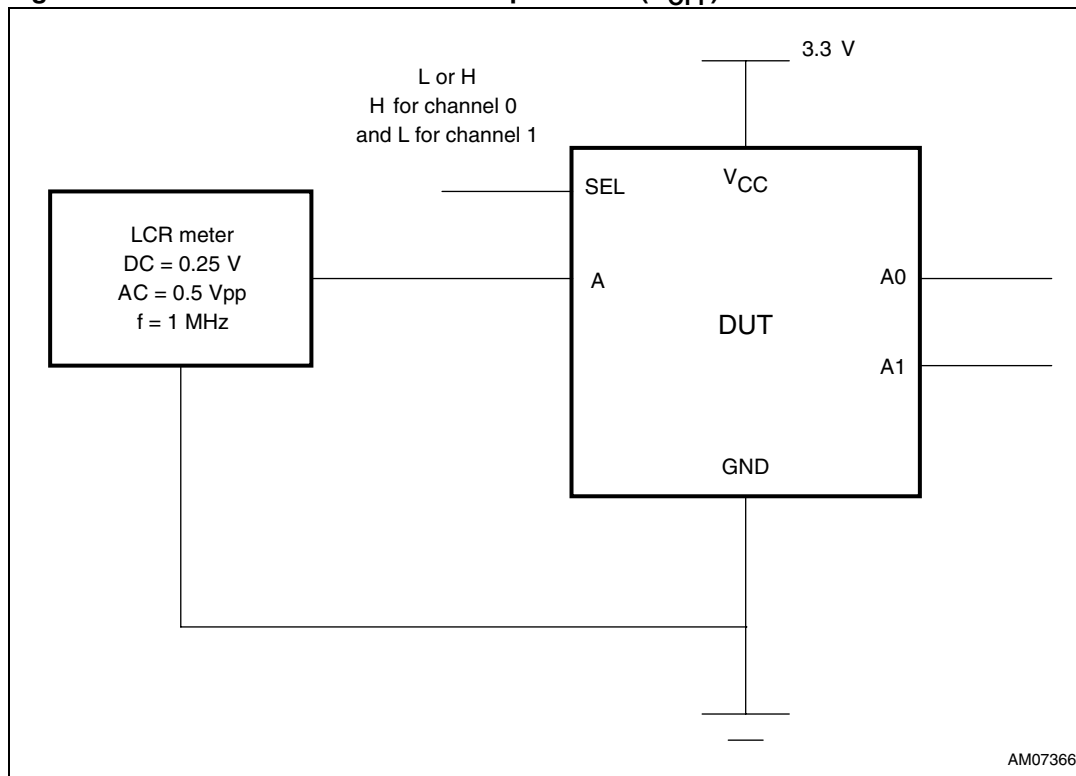 3.3 V
L or H
H for channel 0
and L for channel 1
SEL
VCC
LCR meter
DC = 0.25 V
AC = 0.5 Vpp
f = 1 MHz
A
A0
DUT
A1
GND
AM07366